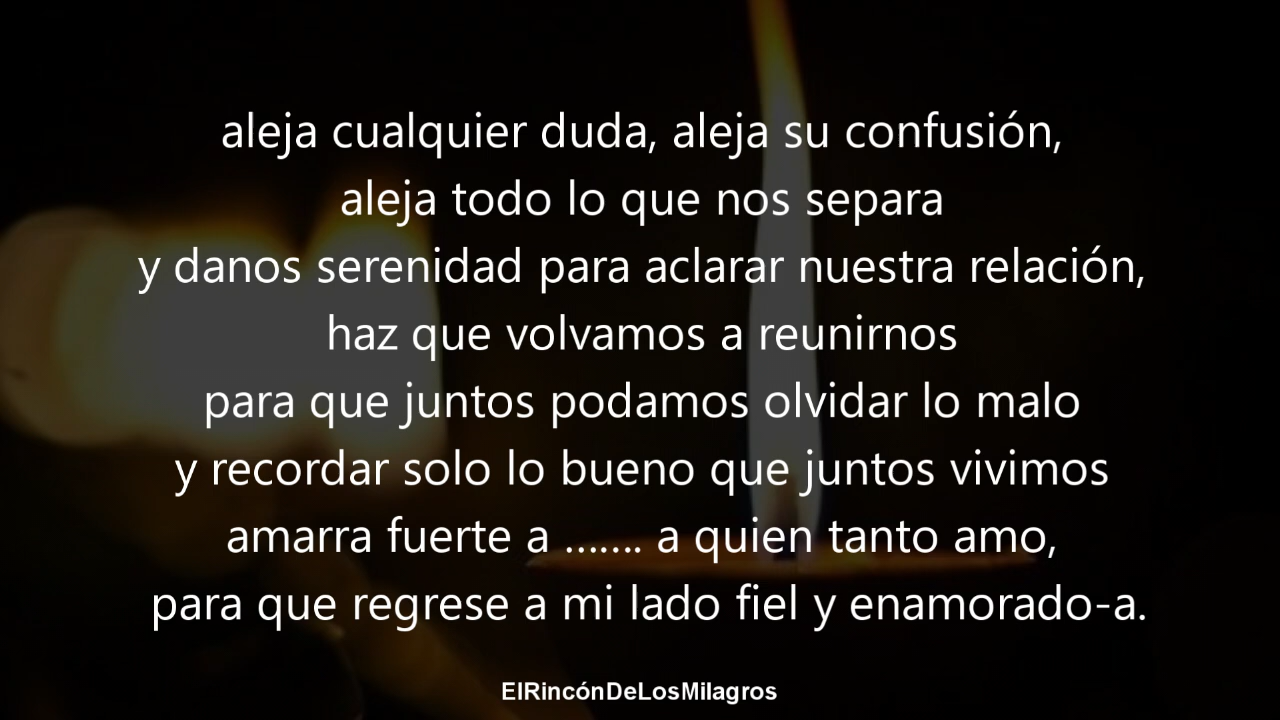 aleja cualquier duda, aleja su confusión,
aleja todo lo que nos separa
y danos serenidad para aclarar nuestra relación,
haz que volvamos a reunirnos
para que juntos podamos olvidar lo malo
y recordar solo lo bueno que juntos vivimos
amarra fuerte a ……. a quien tanto amo,
para que regrese a mi lado fiel y enamorado-a.
ElRincónDeLosMilagros